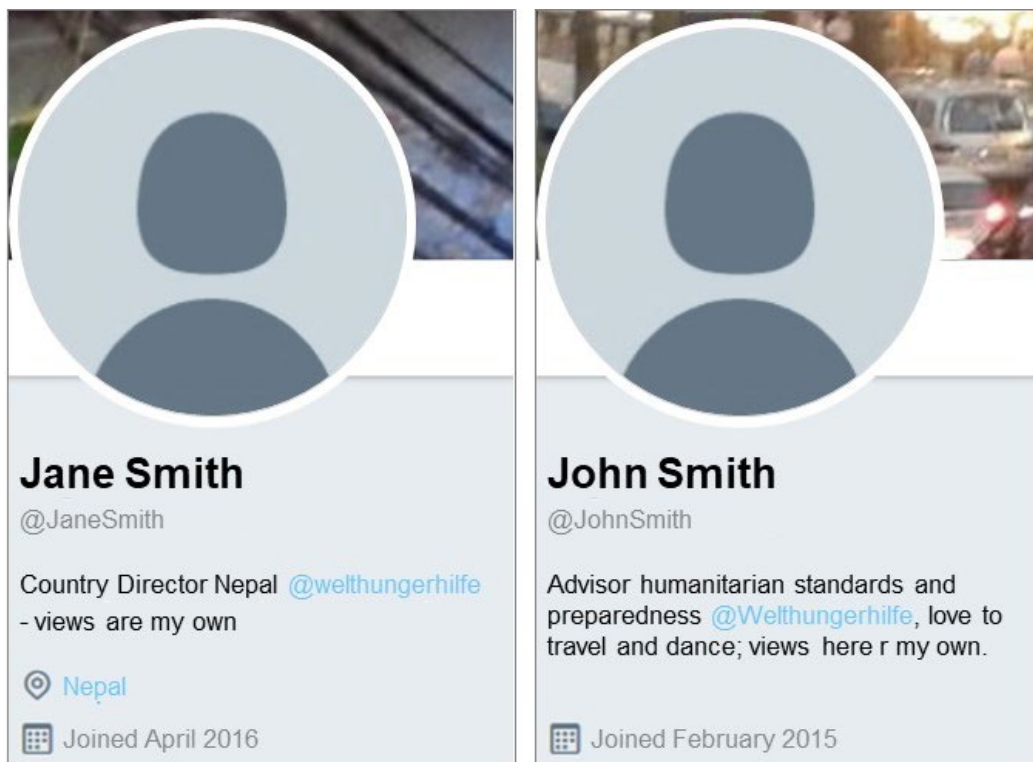 Jane Smith
@JaneSmith
Country Director Nepal @welthungerhilfe
- views are my own
Nepal
Joined April 2016
John Smith
@JohnSmith
Advisor humanitarian standards and
preparedness @Welthungerhilfe, love to
travel and dance; views here r my own.
Joined February 2015